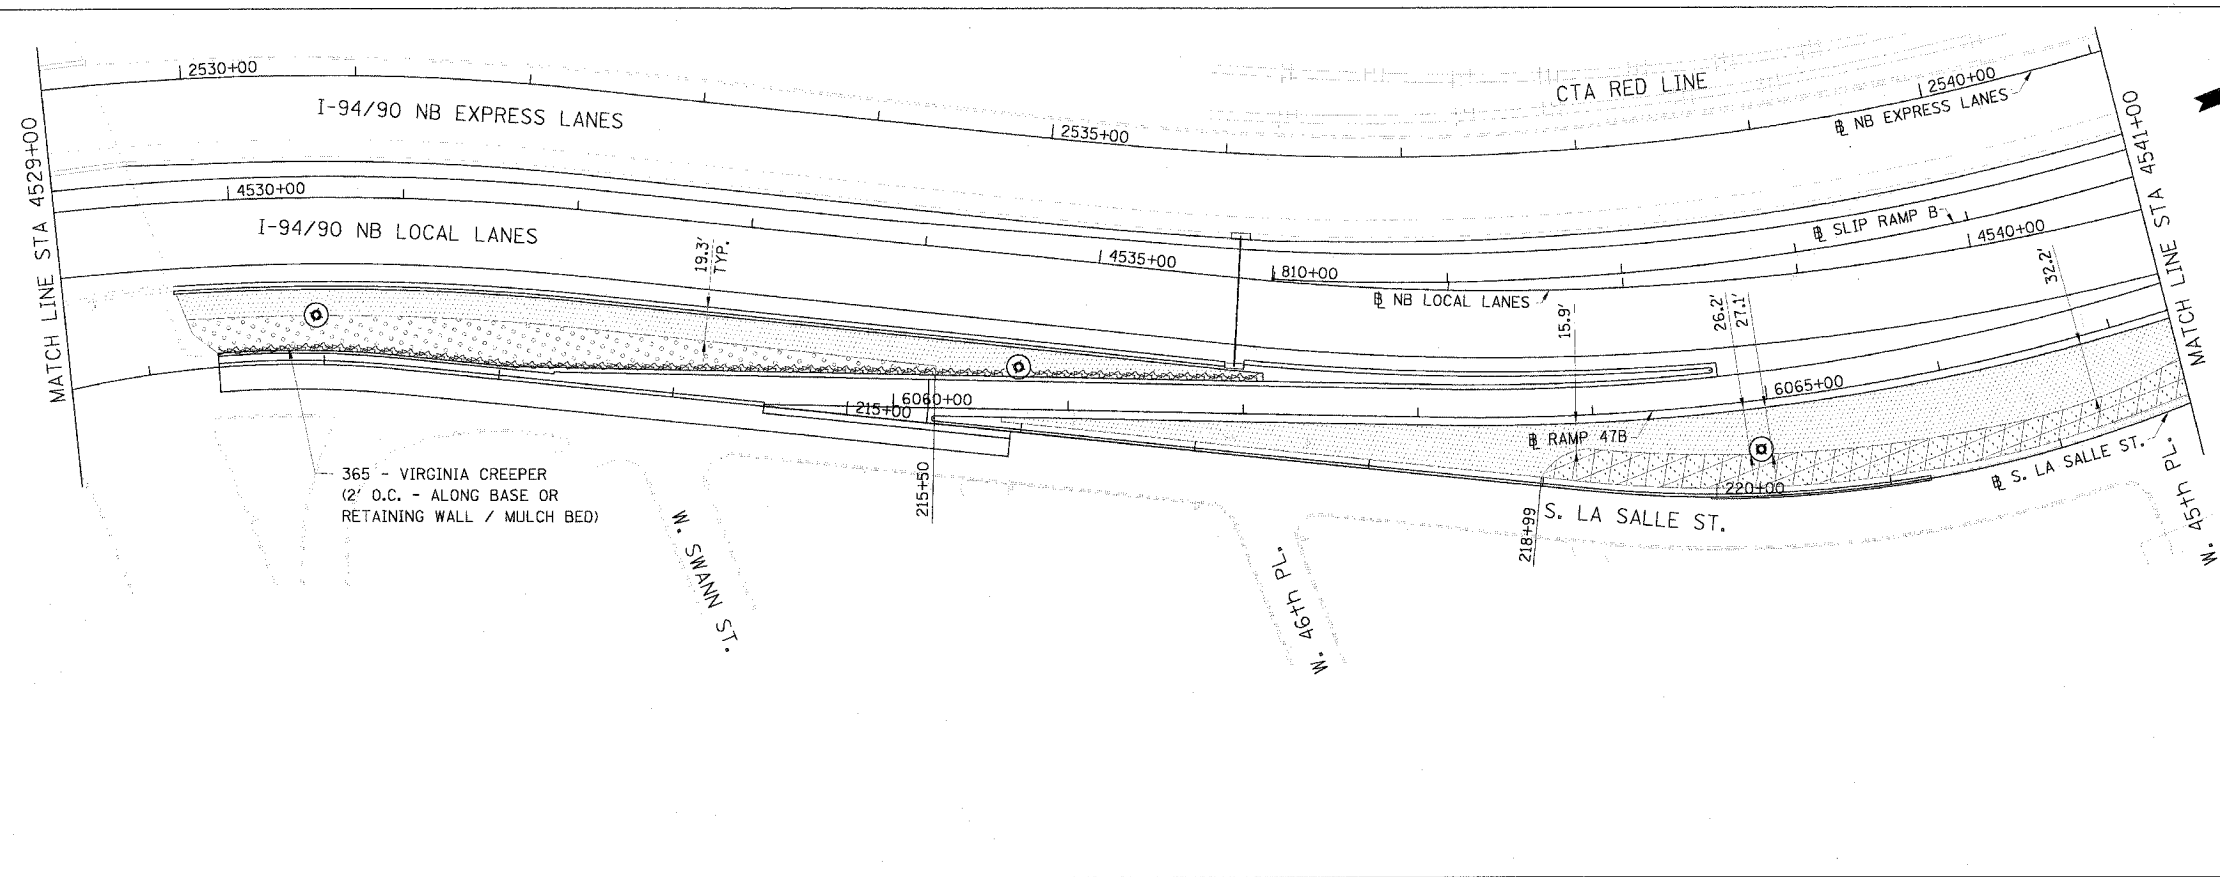 2530+00
I-94/90 NB EXPRESS LANES
2535+00
CTA RED LINE
2540+00
℄ NB EXPRESS LANES
MATCH LINE STA 4529+00
4530+00
I-94/90 NB LOCAL LANES
19.3'
TYP.
4535+00
810+00
℄ NB LOCAL LANES
℄ SLIP RAMP B
4540+00
MATCH LINE STA 4541+00
15.9'
26.2'
27.1'
32.2'
215+00
6060+00
6065+00
℄ RAMP 47B
220+00
℄ S. LA SALLE ST.
365 - VIRGINIA CREEPER
(2' O.C. - ALONG BASE OR
RETAINING WALL / MULCH BED)
215+50
218+99
S. LA SALLE ST.
W. SWANN ST.
W. 46th PL.
W. 45th PL.